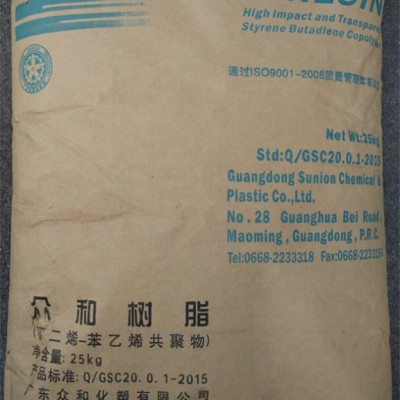 High Impact and Transpare
Styrene Butadiene Copoly
通过ISO9001-2008质量管理体系
Net Wt:25kg
Std:Q/GSC20.0.1-2015
Guangdong Sunion Chemical &
Plastic Co.,Ltd.
No.28 Guanghua Bei Road,
Maoming, Guangdong, P.R.C.
Tel:0668-2233318 Fax:0668-22331
众和树脂
(丁二烯-苯乙烯共聚物)
净含量: 25kg
产品标准: Q/GSC20.0.1-2015
广东众和化塑有限公司